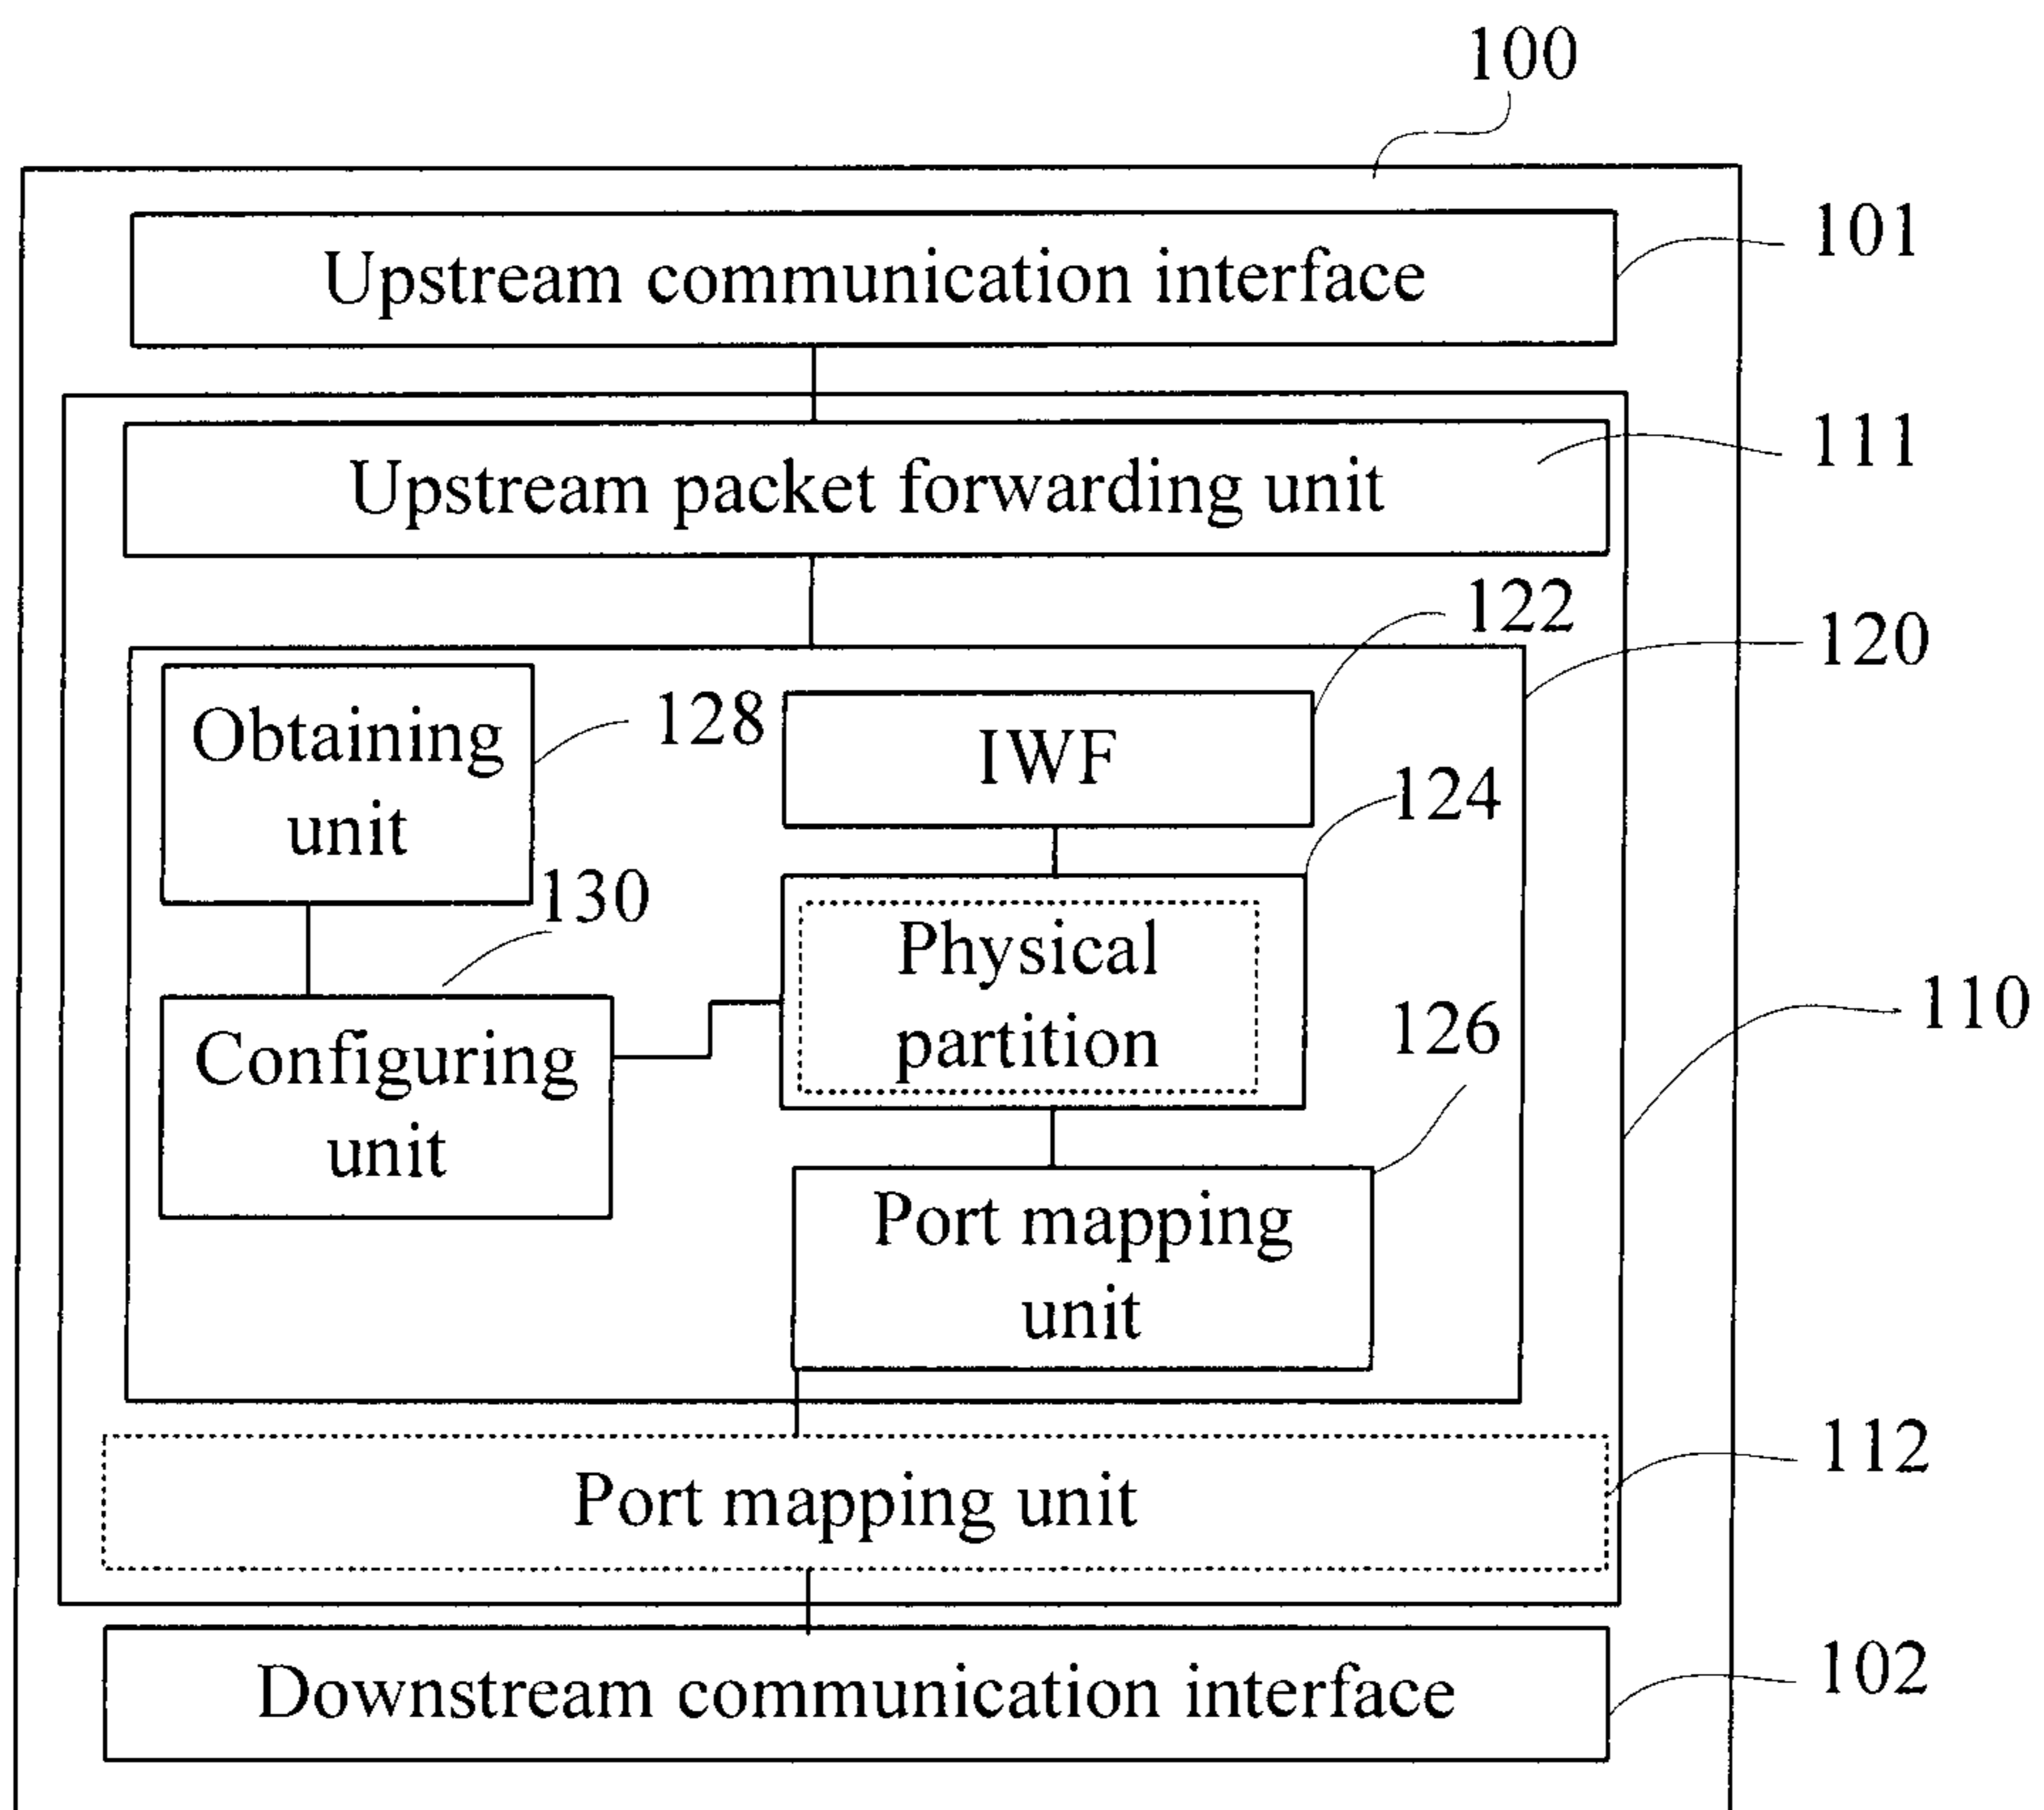 100
Upstream communication interface
101
Upstream packet forwarding unit
111
122
120
Obtaining
unit
128
IWF
124
130
Physical
partition
Configuring
unit
110
126
Port mapping
unit
Port mapping unit
112
Downstream communication interface
102